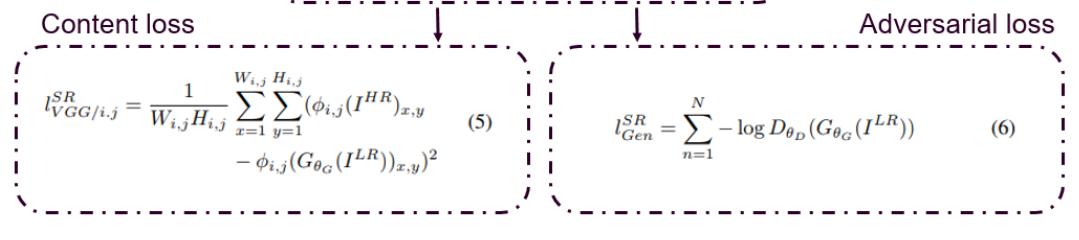 Content loss
Adversarial loss
l^{SR}_{VGG/i.j} = \frac{1}{W_{i,j}H_{i,j}} \sum_{x=1}^{W_{i,j}} \sum_{y=1}^{H_{i,j}} (\phi_{i,j}(I^{HR})_{x,y} (5)
- \phi_{i,j}(G_{\theta_G}(I^{LR}))_{x,y})^2
l^{SR}_{Gen} = \sum_{n=1}^{N} - \log D_{\theta_D}(G_{\theta_G}(I^{LR})) (6)